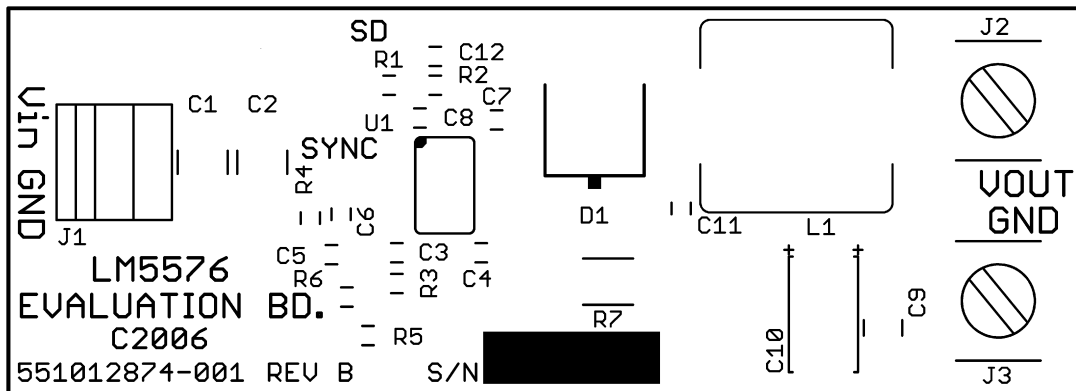 SD
J2
R1
C12
R2
C1
C2
C7
C8
U1
SYNC
Vin GND
R4
J1
C6
D1
C11
L1
VOUT
GND
C5
C3
C4
R6
R3
LM5576
EVALUATION BD.
C2006
R5
R7
C10
C9
551012874-001 REV B
S/N
J3